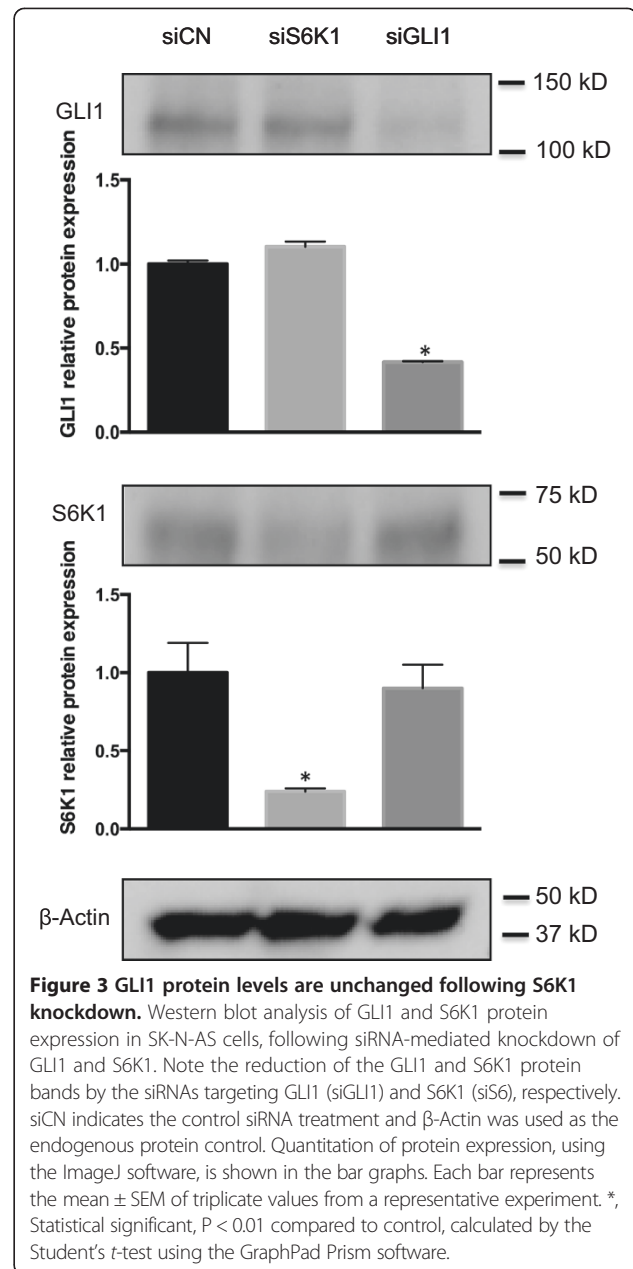 siCN siS6K1 siGLI1
150 kD
GLI1
100 kD
GLI1 relative protein expression
1.5
1.0
0.5
*
0.0
75 kD
S6K1
50 kD
S6K1 relative protein expression
1.5
1.0
0.5
*
0.0
50 kD
β-Actin
37 kD
Figure 3 GLI1 protein levels are unchanged following S6K1
knockdown. Western blot analysis of GLI1 and S6K1 protein
expression in SK-N-AS cells, following siRNA-mediated knockdown of
GLI1 and S6K1. Note the reduction of the GLI1 and S6K1 protein
bands by the siRNAs targeting GLI1 (siGLI1) and S6K1 (siS6), respectively.
siCN indicates the control siRNA treatment and β-Actin was used as the
endogenous protein control. Quantitation of protein expression, using
the ImageJ software, is shown in the bar graphs. Each bar represents
the mean ± SEM of triplicate values from a representative experiment. *,
Statistical significant, P < 0.01 compared to control, calculated by the
Student's t-test using the GraphPad Prism software.